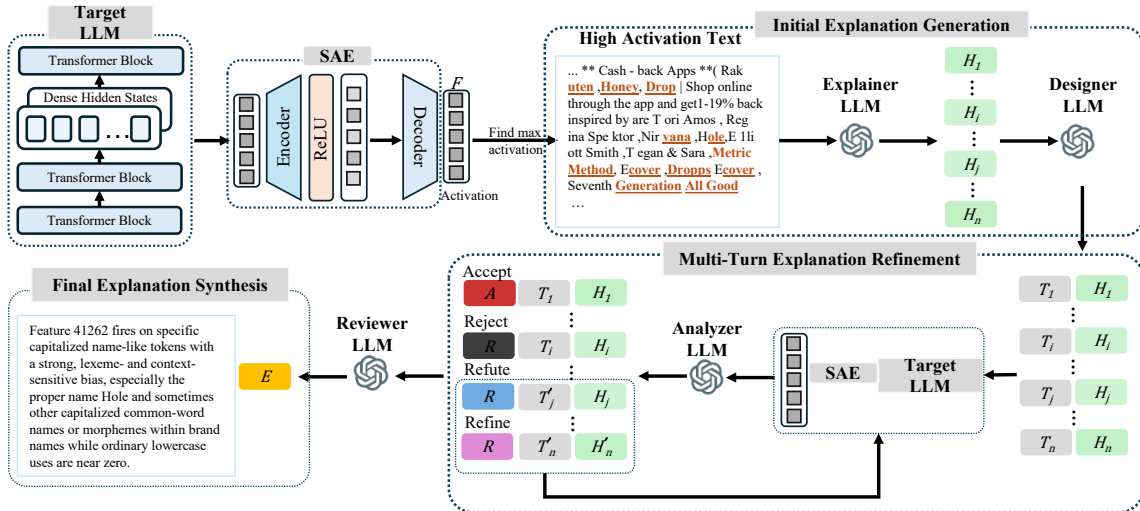 Target
LLM
Transformer Block
Dense Hidden States
...
Transformer Block
Transformer Block
SAE
Encoder
ReLU
Decoder
F
Activation
Find max
activation
Initial Explanation Generation
High Activation Text
... ** Cash - back Apps **( Rak
uten ,Honey, Drop | Shop online
through the app and get1-19% back
inspired by are T ori Amos , Reg
ina Spe ktor ,Nir vana ,Hole,E lli
ott Smith ,T egan & Sara ,Metric
Method, Ecover ,Dropps Ecover ,
Seventh Generation All Good
...
Explainer
LLM
H1
Hi
Hj
Hn
Designer
LLM
Multi-Turn Explanation Refinement
T1 H1
Ti Hi
Tj Hj
Tn Hn
SAE
Target
LLM
Analyzer
LLM
Accept
A T1 H1
Reject
R Ti Hi
Refute
R T'j Hj
Refine
R T'n H'n
Reviewer
LLM
Final Explanation Synthesis
E
Feature 41262 fires on specific
capitalized name-like tokens with
a strong, lexeme- and context-
sensitive bias, especially the
proper name Hole and sometimes
other capitalized common-word
names or morphemes within brand
names while ordinary lowercase
uses are near zero.